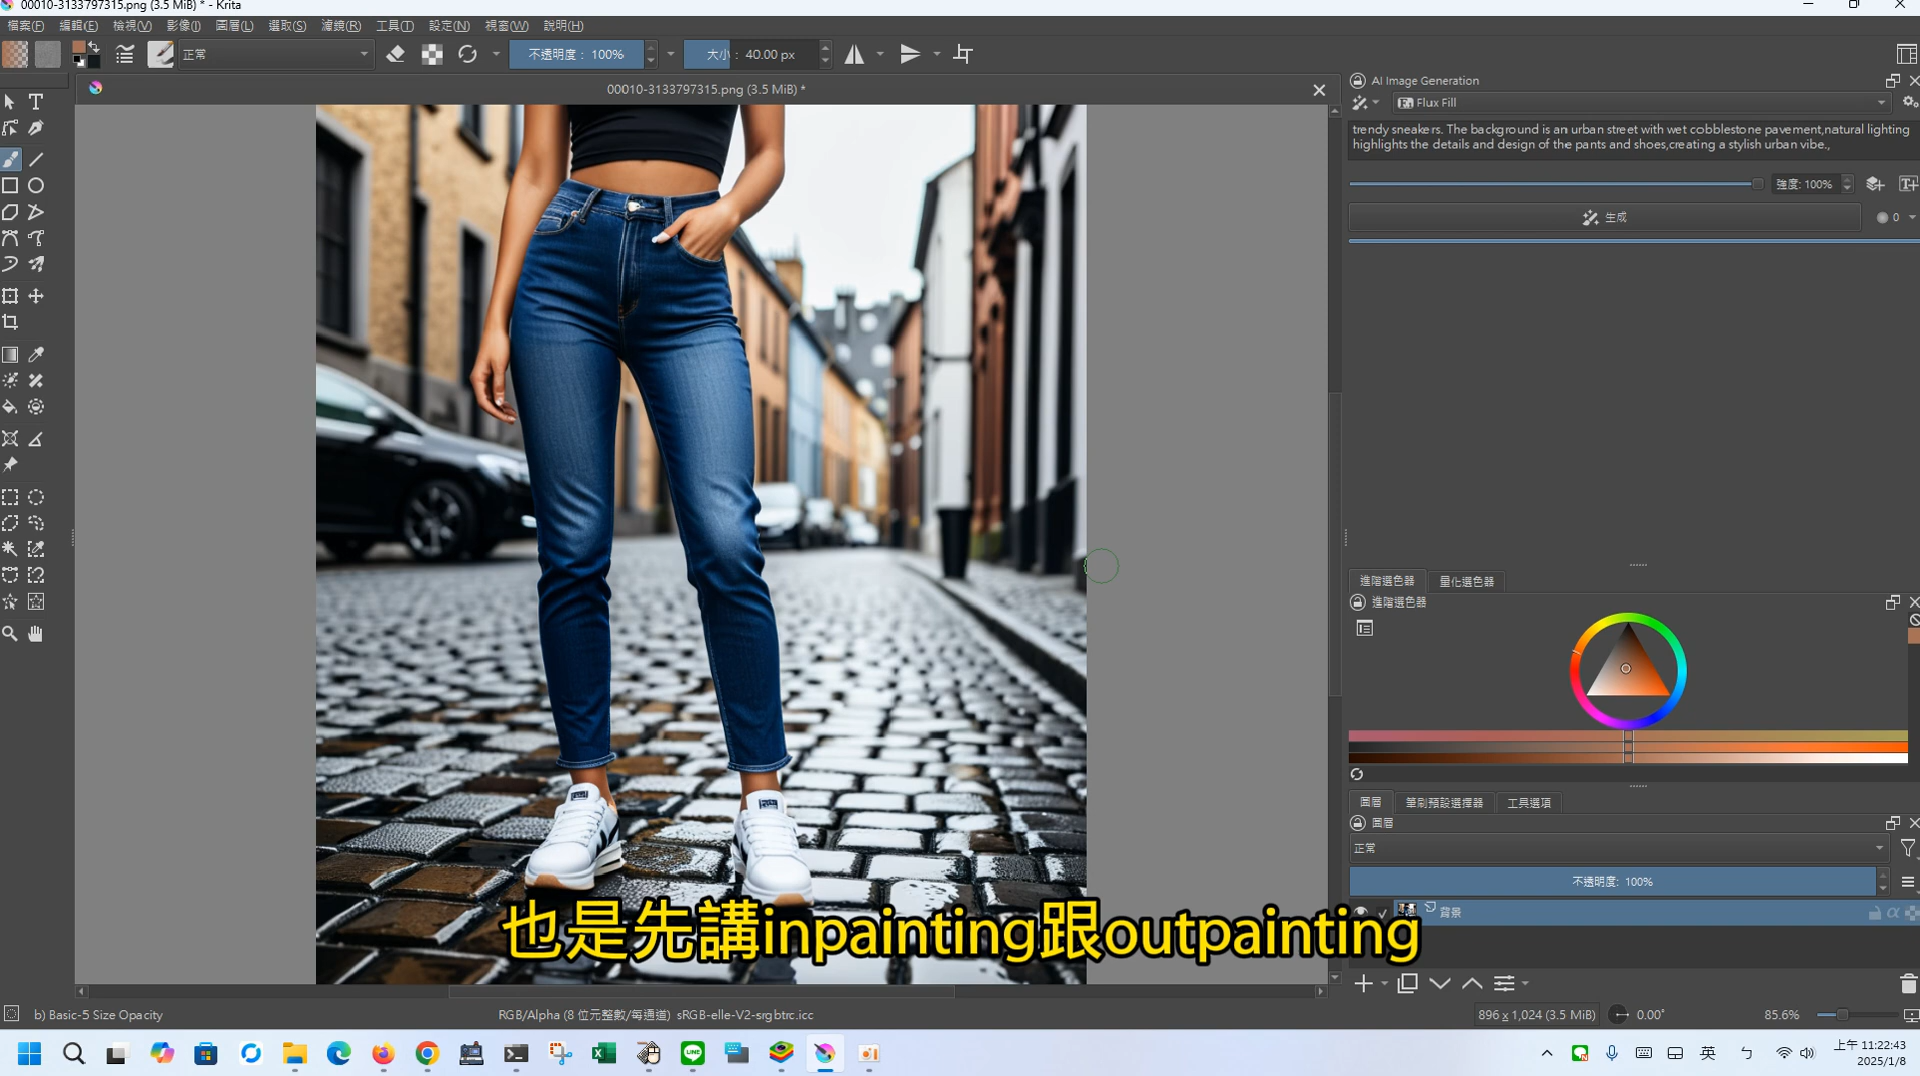 00010-3133797315.png (3.5 MiB) * - Krita
檔案(F) 編輯(E) 檢視(V) 影像(I) 圖層(L) 選取(S) 濾鏡(R) 工具(T) 設定(N) 視窗(W) 說明(H)
正常
不透明度： 100%
大小： 40.00 px
00010-3133797315.png (3.5 MiB) *
AI Image Generation
Flux Fill
trendy sneakers. The background is an urban street with wet cobblestone pavement,natural lighting
highlights the details and design of the pants and shoes,creating a stylish urban vibe.,
強度: 100%
生成
0
進階選色器 量化選色器
進階選色器
圖層 筆刷預設選擇器 工具選項
圖層
正常
不透明度: 100%
背景
也是先講inpainting跟outpainting
b) Basic-5 Size Opacity
RGB/Alpha (8 位元整數/每通道) sRGB-elle-V2-srgbtrc.icc
896 x 1,024 (3.5 MiB)
0.00°
85.6%
英
ㄅ
上午 11:22:43
2025/1/8